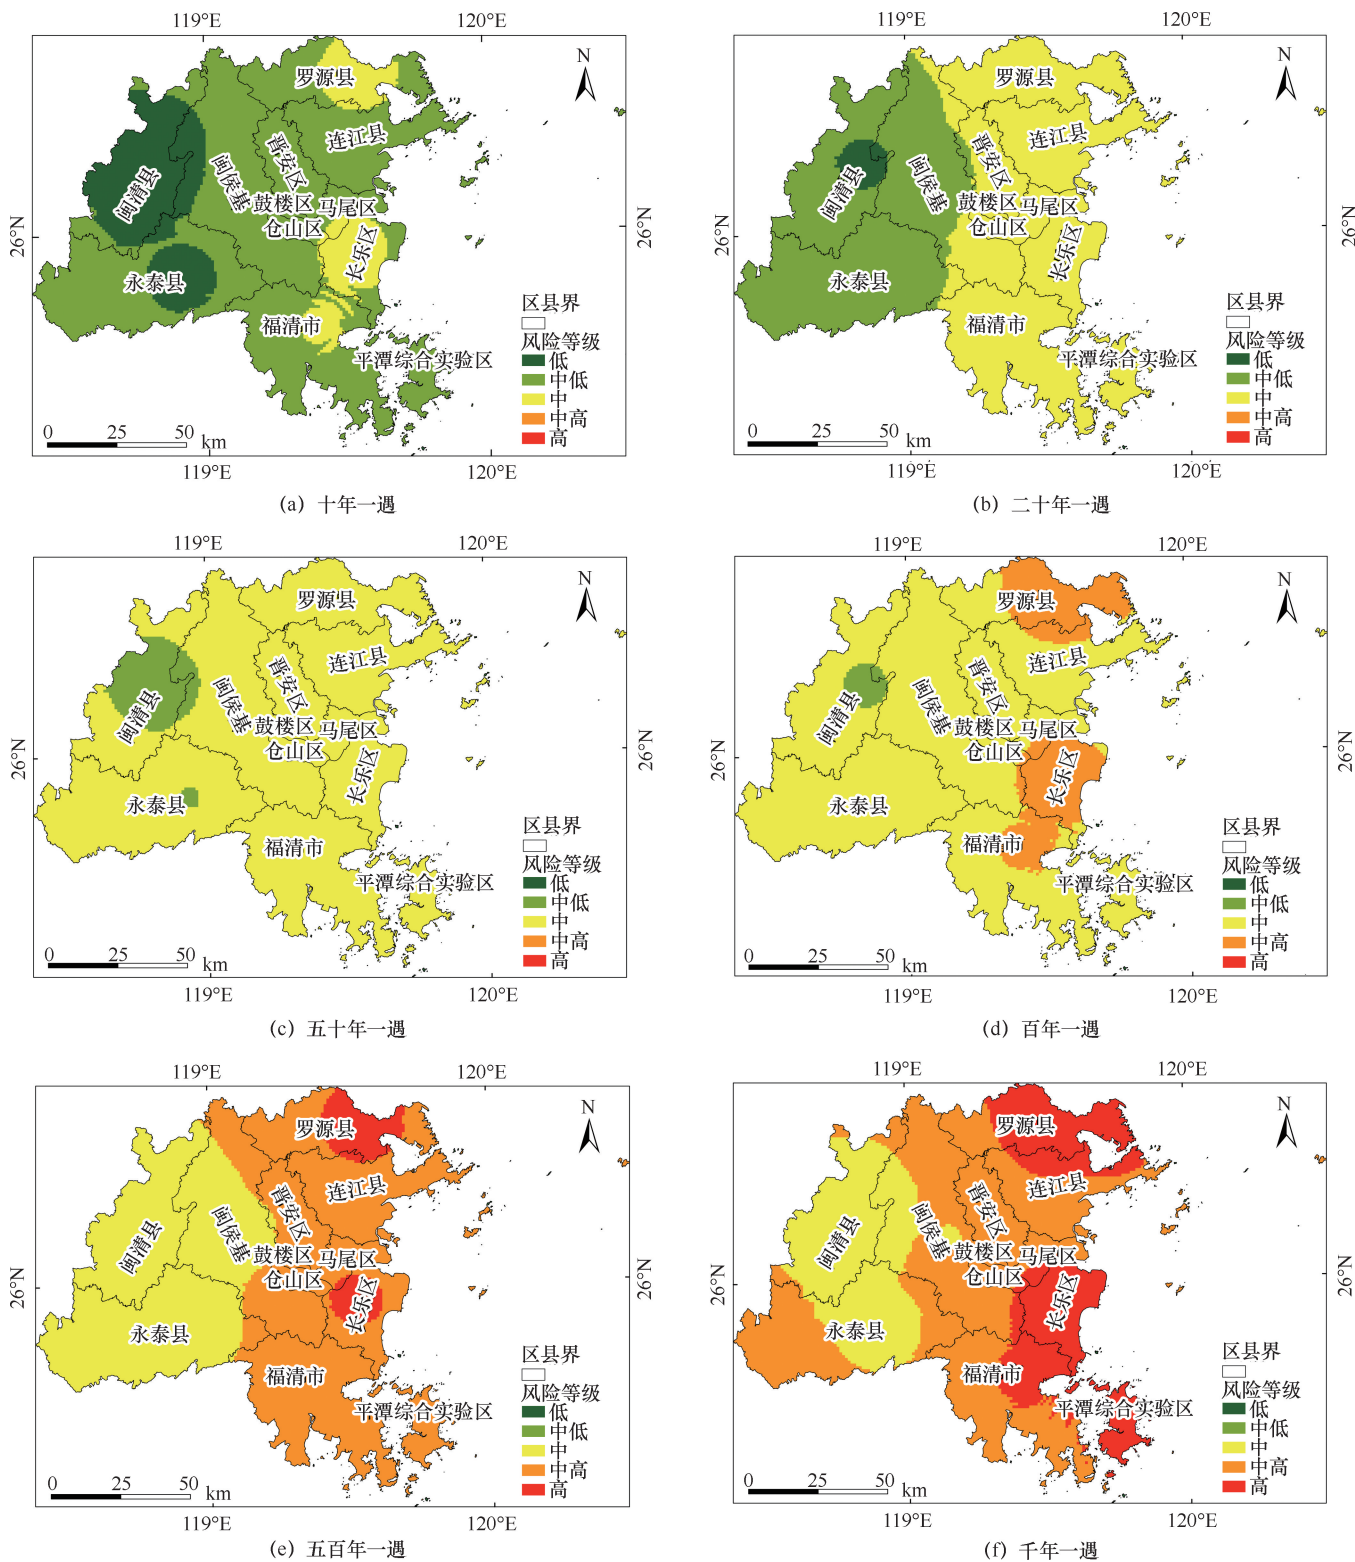 119°E
120°E
N
罗源县
连江县
晋安区
闽侯基
闽清县
鼓楼区
马尾区
仓山区
长乐区
永泰县
福清市
平潭综合实验区
26°N
26°N
区县界
风险等级
低
中低
中
中高
高
0
25
50
km
119°E
120°E
(a) 十年一遇
119°E
120°E
N
罗源县
连江县
晋安区
闽侯基
闽清县
鼓楼区
马尾区
仓山区
长乐区
永泰县
福清市
平潭综合实验区
26°N
26°N
区县界
风险等级
低
中低
中
中高
高
0
25
50
km
119°E
120°E
(b) 二十年一遇
119°E
120°E
N
罗源县
连江县
晋安区
闽侯基
闽清县
鼓楼区
马尾区
仓山区
长乐区
永泰县
福清市
平潭综合实验区
26°N
26°N
区县界
风险等级
低
中低
中
中高
高
0
25
50
km
119°E
120°E
(c) 五十年一遇
119°E
120°E
N
罗源县
连江县
晋安区
闽侯基
闽清县
鼓楼区
马尾区
仓山区
长乐区
永泰县
福清市
平潭综合实验区
26°N
26°N
区县界
风险等级
低
中低
中
中高
高
0
25
50
km
119°E
120°E
(d) 百年一遇
119°E
120°E
N
罗源县
连江县
晋安区
闽侯基
闽清县
鼓楼区
马尾区
仓山区
长乐区
永泰县
福清市
平潭综合实验区
26°N
26°N
区县界
风险等级
低
中低
中
中高
高
0
25
50
km
119°E
120°E
(e) 五百年一遇
119°E
120°E
N
罗源县
连江县
晋安区
闽侯基
闽清县
鼓楼区
马尾区
仓山区
长乐区
永泰县
福清市
平潭综合实验区
26°N
26°N
区县界
风险等级
低
中低
中
中高
高
0
25
50
km
119°E
120°E
(f) 千年一遇